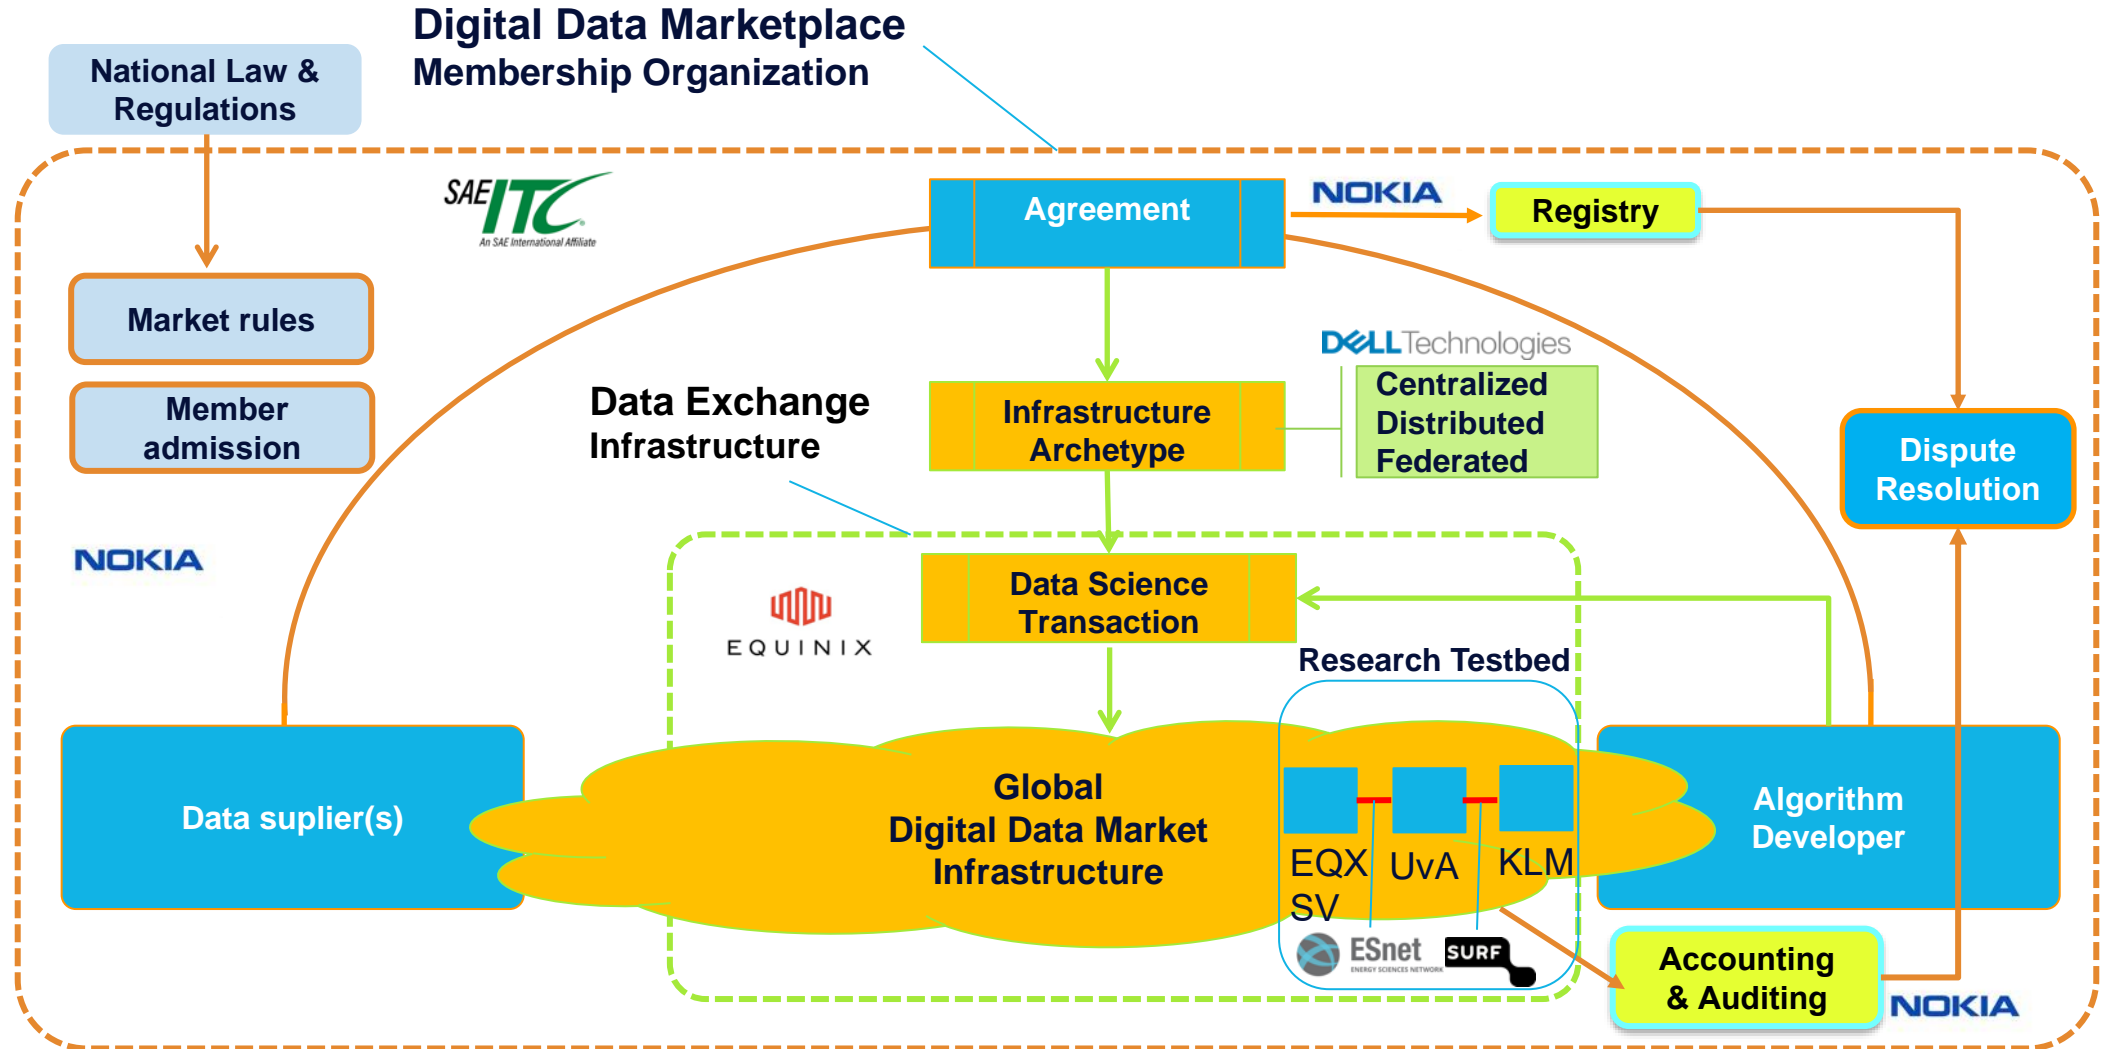 Digital Data Marketplace
Membership Organization
National Law &
Regulations
SAE ITC
An SAE International Affiliate
Agreement
NOKIA
Registry
Market rules
Member
admission
DELL Technologies
Centralized
Distributed
Federated
Infrastructure
Archetype
Data Exchange
Infrastructure
Dispute
Resolution
NOKIA
EQUINIX
Data Science
Transaction
Research Testbed
Data suplier(s)
Global
Digital Data Market
Infrastructure
EQX
SV
UvA
KLM
Algorithm
Developer
ESnet
ENERGY SCIENCES NETWORK
SURF
Accounting
& Auditing
NOKIA